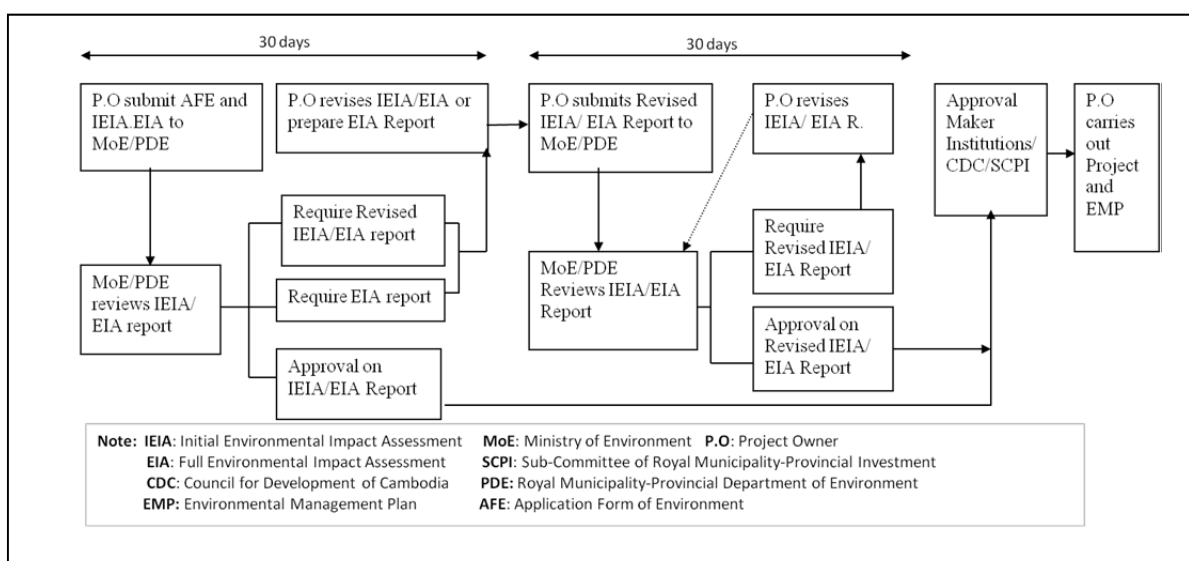 30 days
30 days
P.O submit AFE and
IEIA.EIA to
MoE/PDE
P.O revises IEIA/EIA or
prepare EIA Report
P.O submits Revised
IEIA/ EIA Report to
MoE/PDE
P.O revises
IEIA/ EIA R.
Approval
Maker
Institutions/
CDC/SCPI
P.O
carries
out
Project
and
EMP
Require Revised
IEIA/EIA report
Require
Revised IEIA/
EIA Report
MoE/PDE
reviews IEIA/
EIA report
Require EIA report
MoE/PDE
Reviews IEIA/EIA
Report
Approval on
IEIA/EIA Report
Approval on
Revised IEIA/
EIA Report
Note: IEIA: Initial Environmental Impact Assessment MoE: Ministry of Environment P.O: Project Owner
EIA: Full Environmental Impact Assessment SCPI: Sub-Committee of Royal Municipality-Provincial Investment
CDC: Council for Development of Cambodia PDE: Royal Municipality-Provincial Department of Environment
EMP: Environmental Management Plan AFE: Application Form of Environment